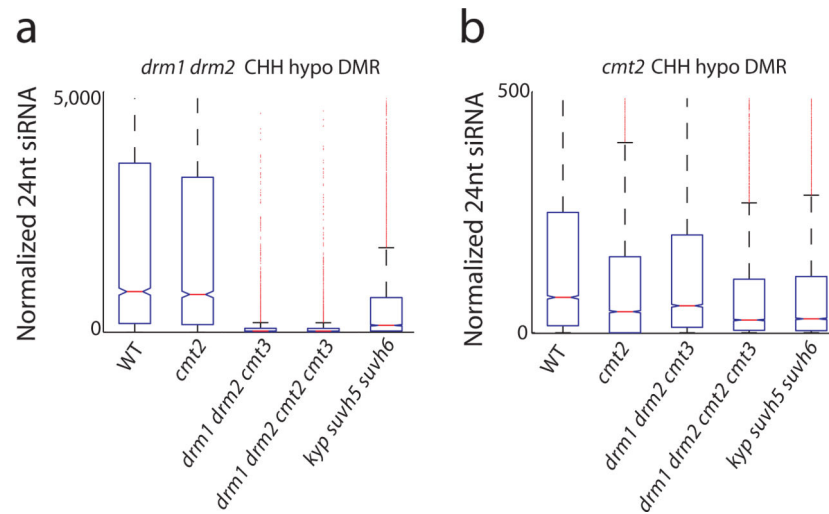 a
drm1 drm2 CHH hypo DMR
Normalized 24nt siRNA
5,000
0
WT
cmt2
drm1 drm2 cmt3
drm1 drm2 cmt2 cmt3
kyp suvh5 suvh6
b
cmt2 CHH hypo DMR
Normalized 24nt siRNA
500
0
WT
cmt2
drm1 drm2 cmt3
drm1 drm2 cmt2 cmt3
kyp suvh5 suvh6